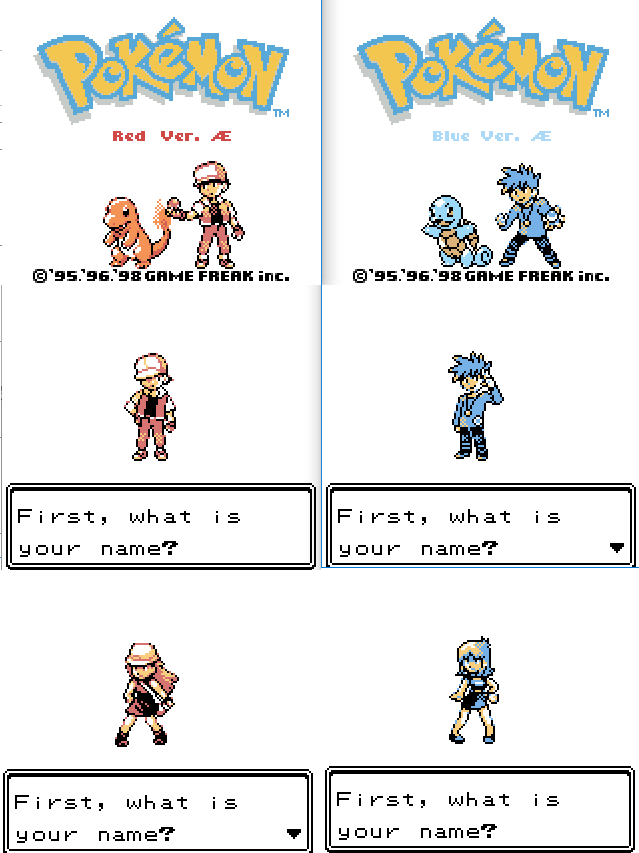 POKéMON
TM
Red Ver. Æ
©'95.'96.'98 GAME FREAK inc.
POKéMON
TM
Blue Ver. Æ
©'95.'96.'98 GAME FREAK inc.
First, what is
your name?
First, what is
your name?
First, what is
your name?
First, what is
your name?